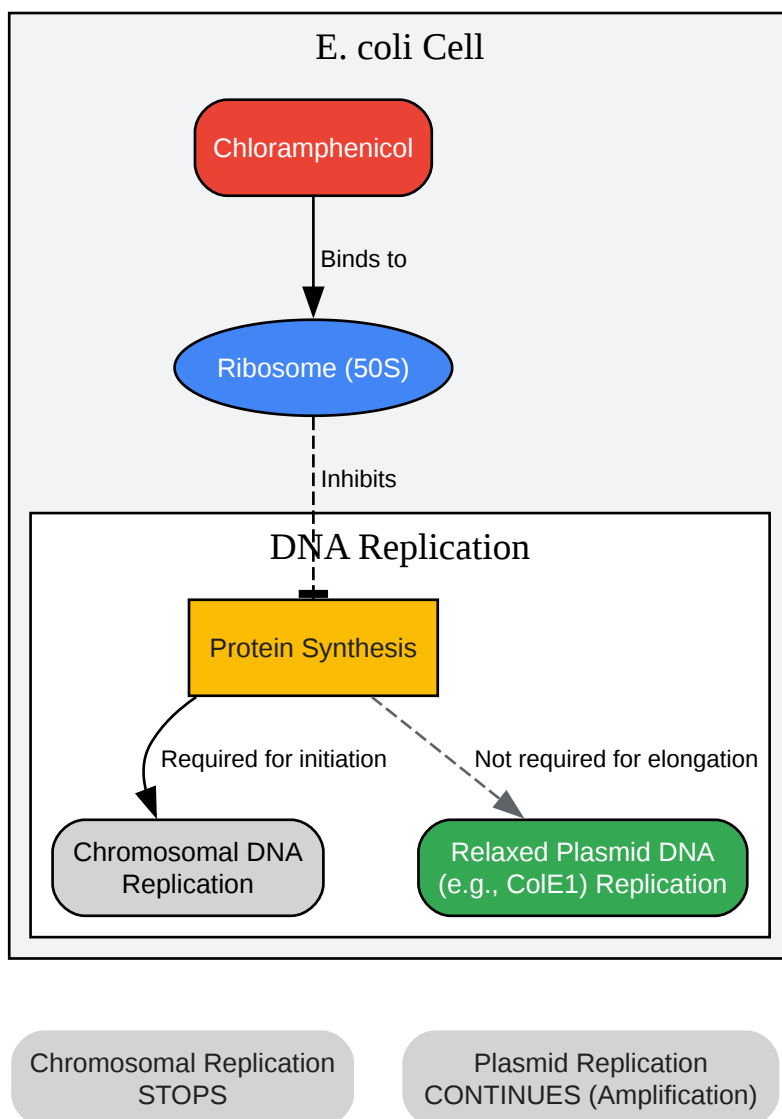 E. coli Cell
Chloramphenicol
Binds to
Ribosome (50S)
Inhibits
DNA Replication
Protein Synthesis
Required for initiation
Not required for elongation
Chromosomal DNA
Replication
Relaxed Plasmid DNA
(e.g., ColE1) Replication
Chromosomal Replication
STOPS
Plasmid Replication
CONTINUES (Amplification)